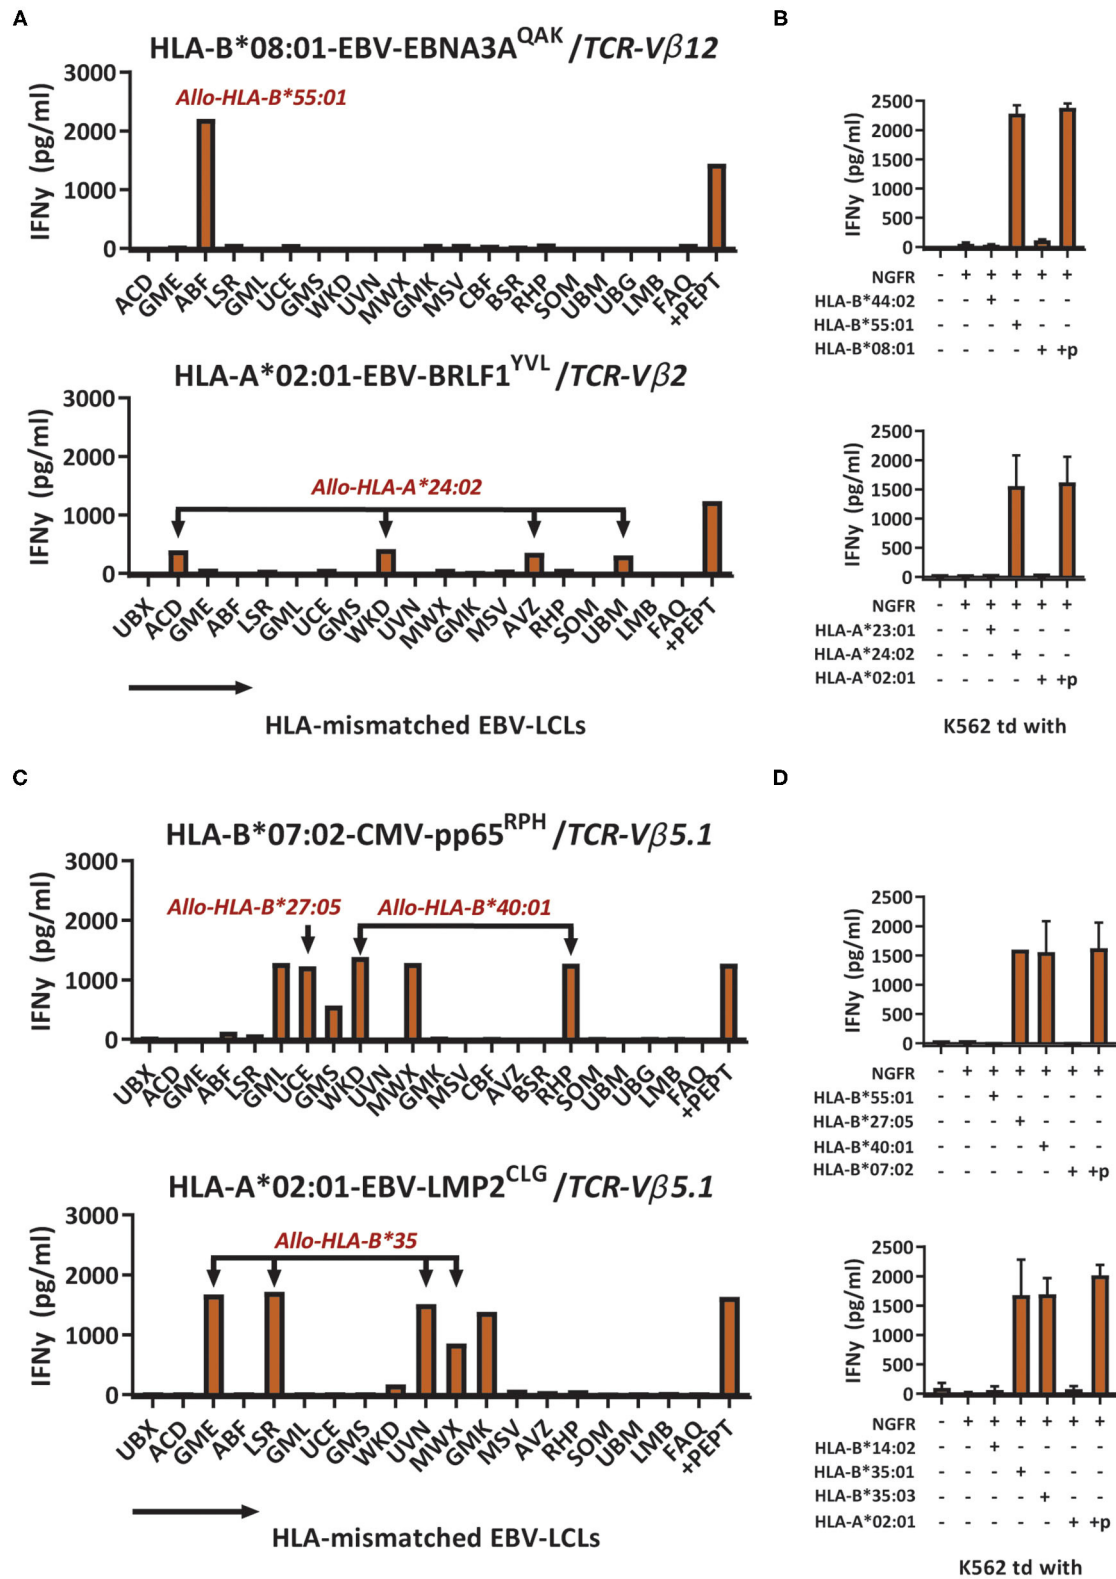 A
HLA-B*08:01-EBV-EBNA3A^QAK /TCR-Vβ12
IFNy (pg/ml)
3000
2000
1000
0
Allo-HLA-B*55:01
ACD GME ABF LSR GML UCE GMS WKD UVN MWX GMK MSV CBF BSR RHP SOM UBM UBG LMB FAQ +PEPT
HLA-A*02:01-EBV-BRLF1^YVL /TCR-Vβ2
IFNy (pg/ml)
3000
2000
1000
0
Allo-HLA-A*24:02
UBX ACD GME ABF LSR GML UCE GMS WKD UVN MWX GMK MSV AVZ RHP SOM UBM LMB FAQ +PEPT
HLA-mismatched EBV-LCLs
B
IFNy (pg/ml)
2500
2000
1500
1000
500
0
NGFR - + + + + +
HLA-B*44:02 - - + - - -
HLA-B*55:01 - - - + - -
HLA-B*08:01 - - - - + +p
IFNy (pg/ml)
2500
2000
1500
1000
500
0
NGFR - + + + + +
HLA-A*23:01 - - + - - -
HLA-A*24:02 - - - + - -
HLA-A*02:01 - - - - + +p
K562 td with
C
HLA-B*07:02-CMV-pp65^RPH /TCR-Vβ5.1
IFNy (pg/ml)
3000
2000
1000
0
Allo-HLA-B*27:05 Allo-HLA-B*40:01
UBX ACD GME ABF LSR GML UCE GMS WKD UVN MWX GMK MSV CBF AVZ BSR RHP SOM UBM UBG LMB FAQ +PEPT
HLA-A*02:01-EBV-LMP2^CLG /TCR-Vβ5.1
IFNy (pg/ml)
3000
2000
1000
0
Allo-HLA-B*35
UBX ACD GME ABF LSR GML UCE GMS WKD UVN MWX GMK MSV AVZ RHP SOM UBM LMB FAQ +PEPT
HLA-mismatched EBV-LCLs
D
IFNy (pg/ml)
2500
2000
1500
1000
500
0
NGFR - + + + + + +
HLA-B*55:01 - - + - - - -
HLA-B*27:05 - - - + - - -
HLA-B*40:01 - - - - + - -
HLA-B*07:02 - - - - - + +p
IFNy (pg/ml)
2500
2000
1500
1000
500
0
NGFR - + + + + + +
HLA-B*14:02 - - + - - - -
HLA-B*35:01 - - - + - - -
HLA-B*35:03 - - - - + - -
HLA-A*02:01 - - - - - + +p
K562 td with